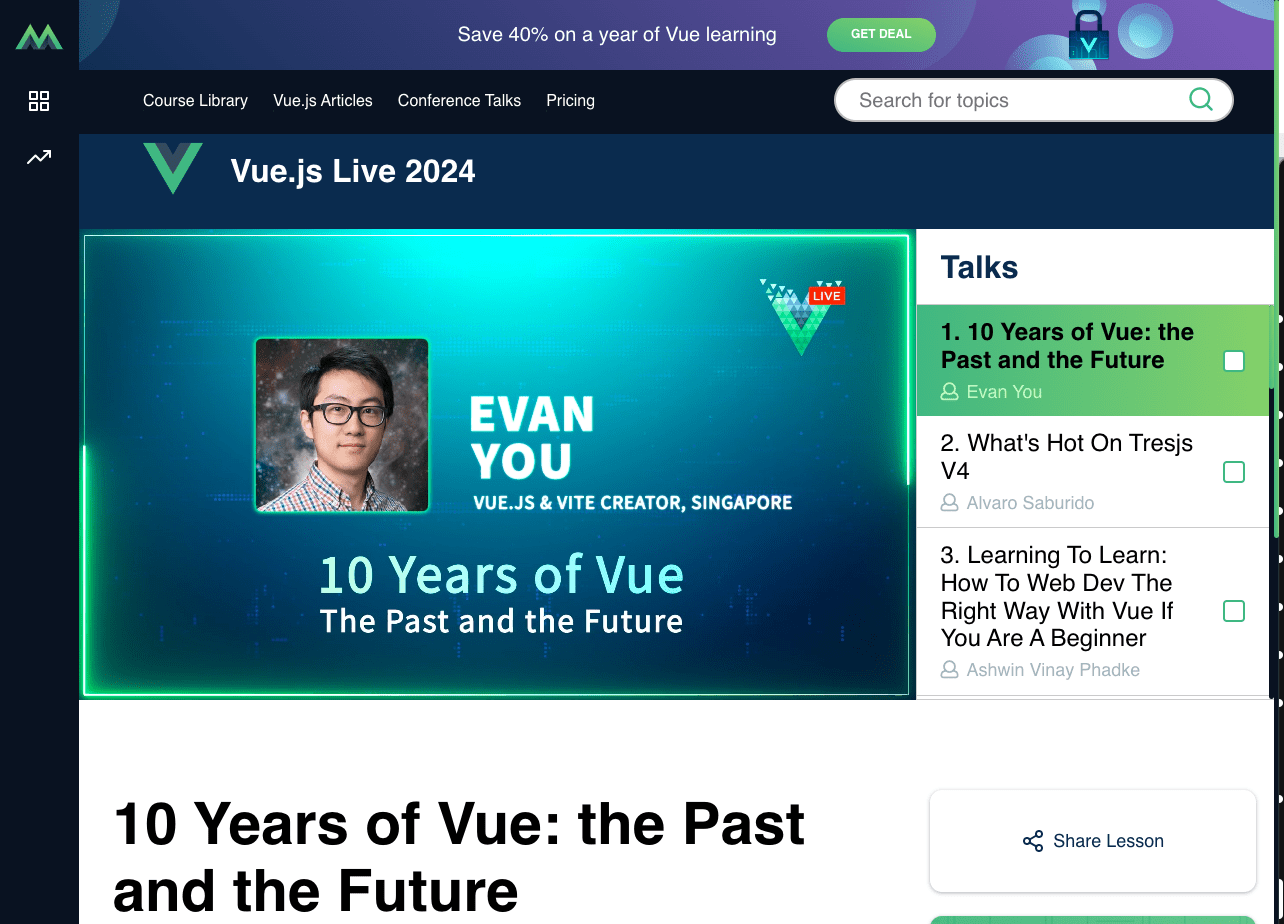 Save 40% on a year of Vue learning
GET DEAL
Course Library
Vue.js Articles
Conference Talks
Pricing
Search for topics
Vue.js Live 2024
LIVE
EVAN
YOU
VUE.JS & VITE CREATOR, SINGAPORE
10 Years of Vue
The Past and the Future
Talks
1. 10 Years of Vue: the
Past and the Future
Evan You
2. What's Hot On Tresjs
V4
Alvaro Saburido
3. Learning To Learn:
How To Web Dev The
Right Way With Vue If
You Are A Beginner
Ashwin Vinay Phadke
10 Years of Vue: the Past
and the Future
Share Lesson